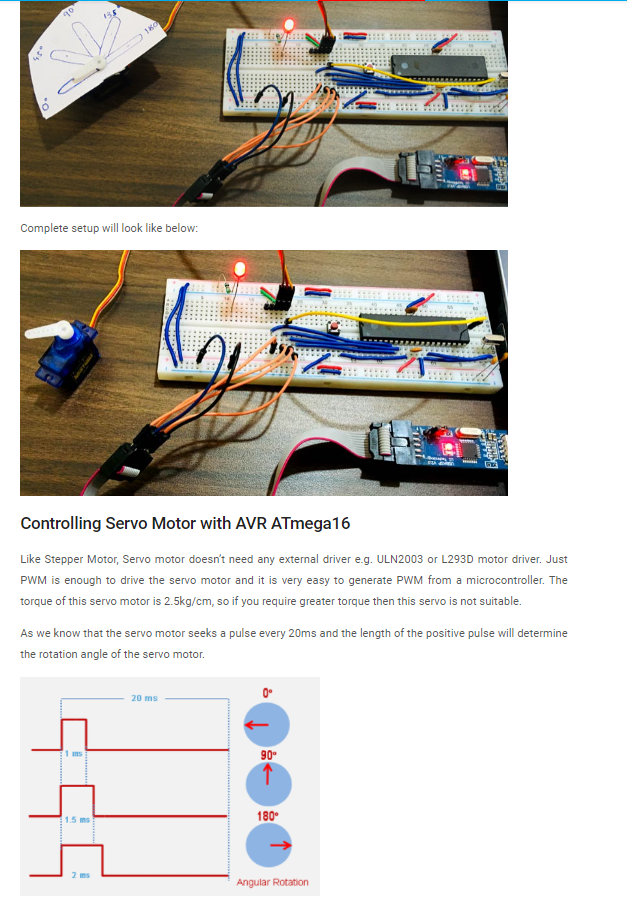 0°
45°
90
135
180
Complete setup will look like below:
Controlling Servo Motor with AVR ATmega16
Like Stepper Motor, Servo motor doesn't need any external driver e.g. ULN2003 or L293D motor driver. Just
PWM is enough to drive the servo motor and it is very easy to generate PWM from a microcontroller. The
torque of this servo motor is 2.5kg/cm, so if you require greater torque then this servo is not suitable.
As we know that the servo motor seeks a pulse every 20ms and the length of the positive pulse will determine
the rotation angle of the servo motor.
20 ms
0°
1 ms
90°
1.5 ms
180°
2 ms
Angular Rotation